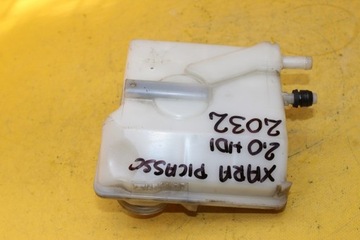 XARA PICASSO
2.0 HDI
2032